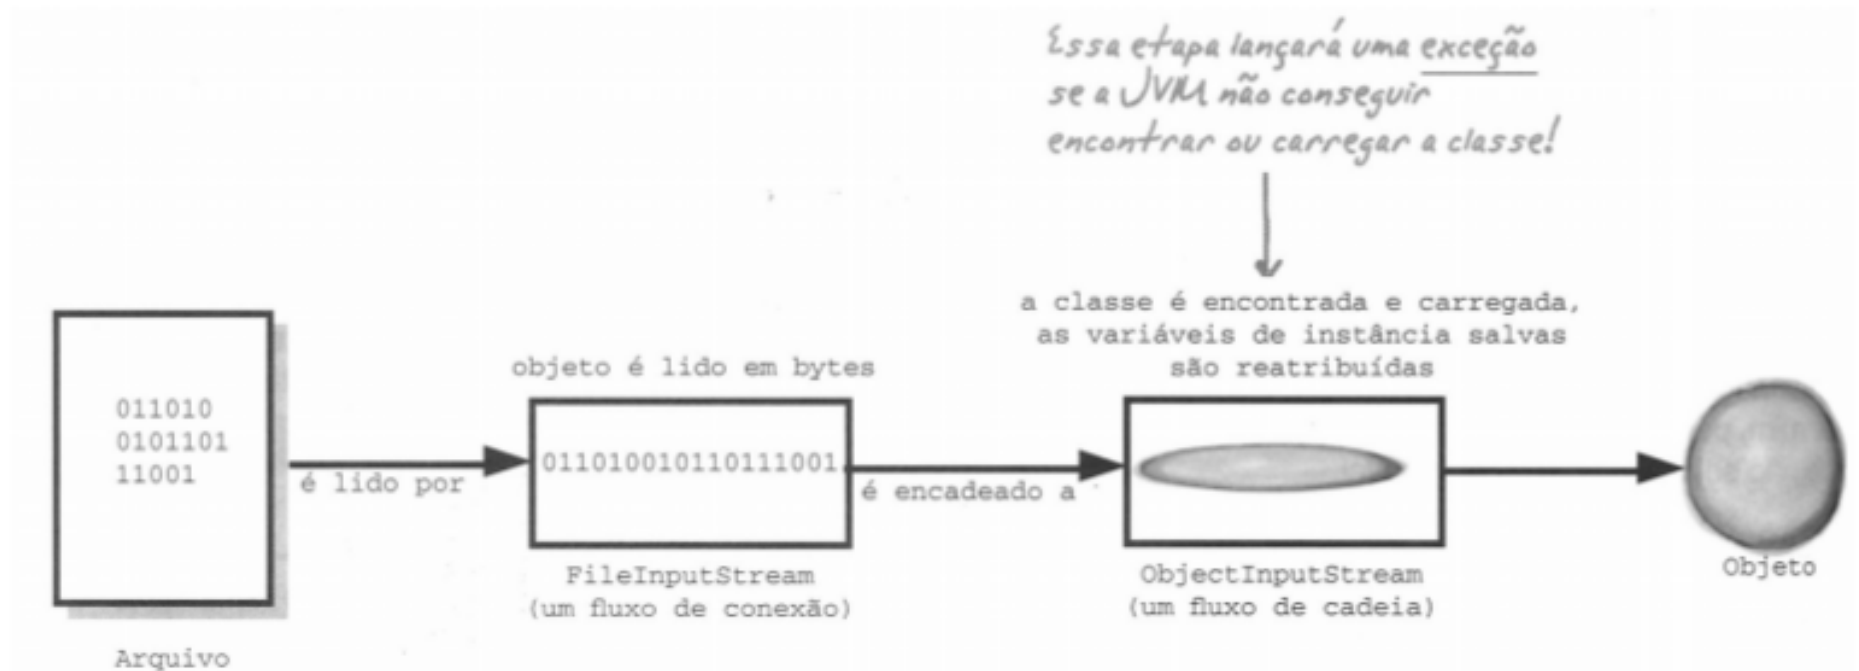 Essa etapa lançará uma exceção
se a JVM não conseguir
encontrar ou carregar a classe!
a classe é encontrada e carregada,
as variáveis de instância salvas
são reatribuídas
objeto é lido em bytes
011010
0101101
11001
é lido por
011010010110111001
é encadeado a
FileInputStream
(um fluxo de conexão)
ObjectInputStream
(um fluxo de cadeia)
Objeto
Arquivo